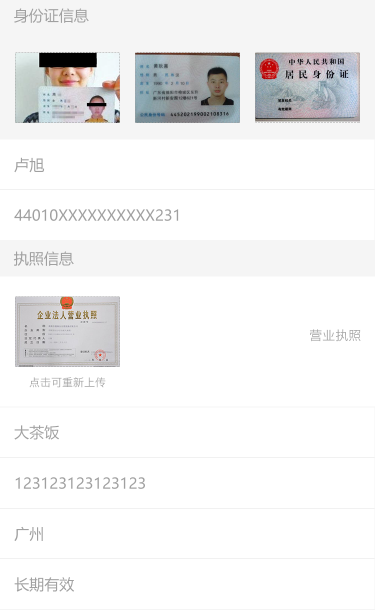 身份证信息
中华人民共和国
居民身份证
卢旭
44010XXXXXXXXXX231
执照信息
企业法人营业执照
营业执照
点击可重新上传
大茶饭
123123123123123
广州
长期有效